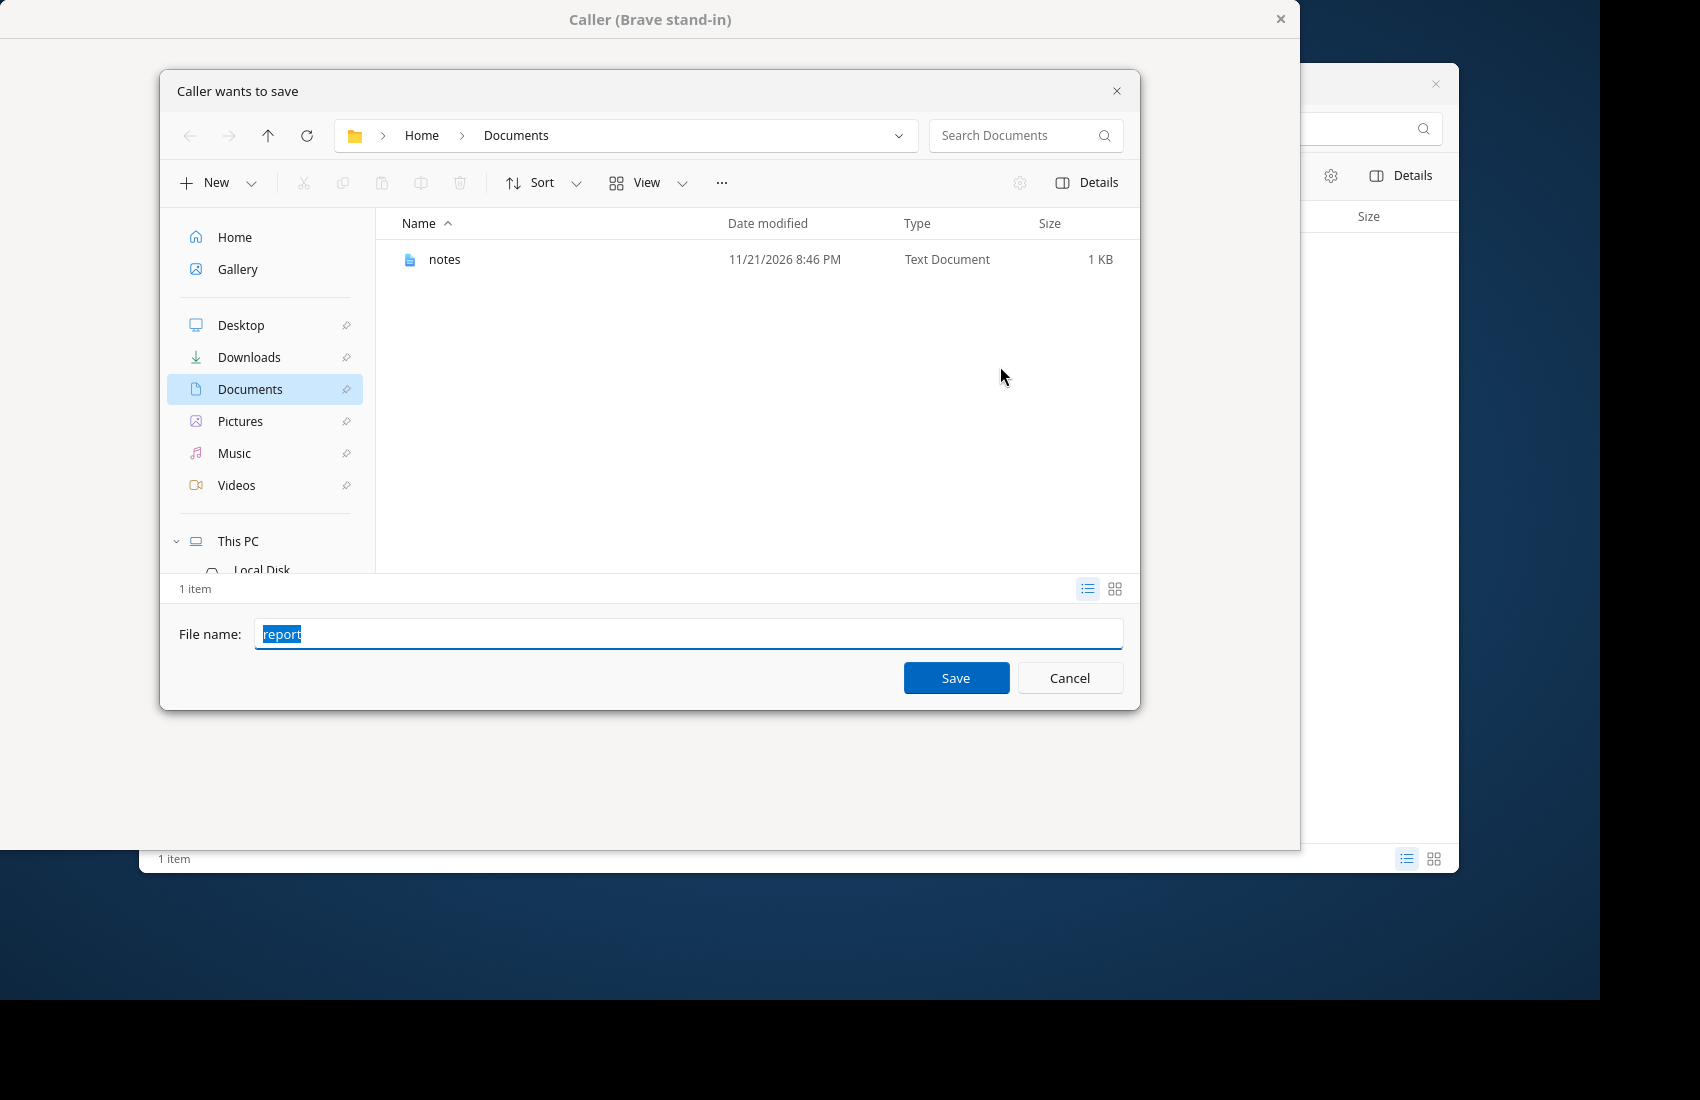 Caller (Brave stand-in)
Caller wants to save
Home Documents
Search Documents
New Sort View ... Details
Details
Name Date modified Type Size
Size
Home
Gallery
notes 11/21/2026 8:46 PM Text Document 1 KB
Desktop
Downloads
Documents
Pictures
Music
Videos
This PC
Local Disk
1 item
File name: report
Save Cancel
1 item